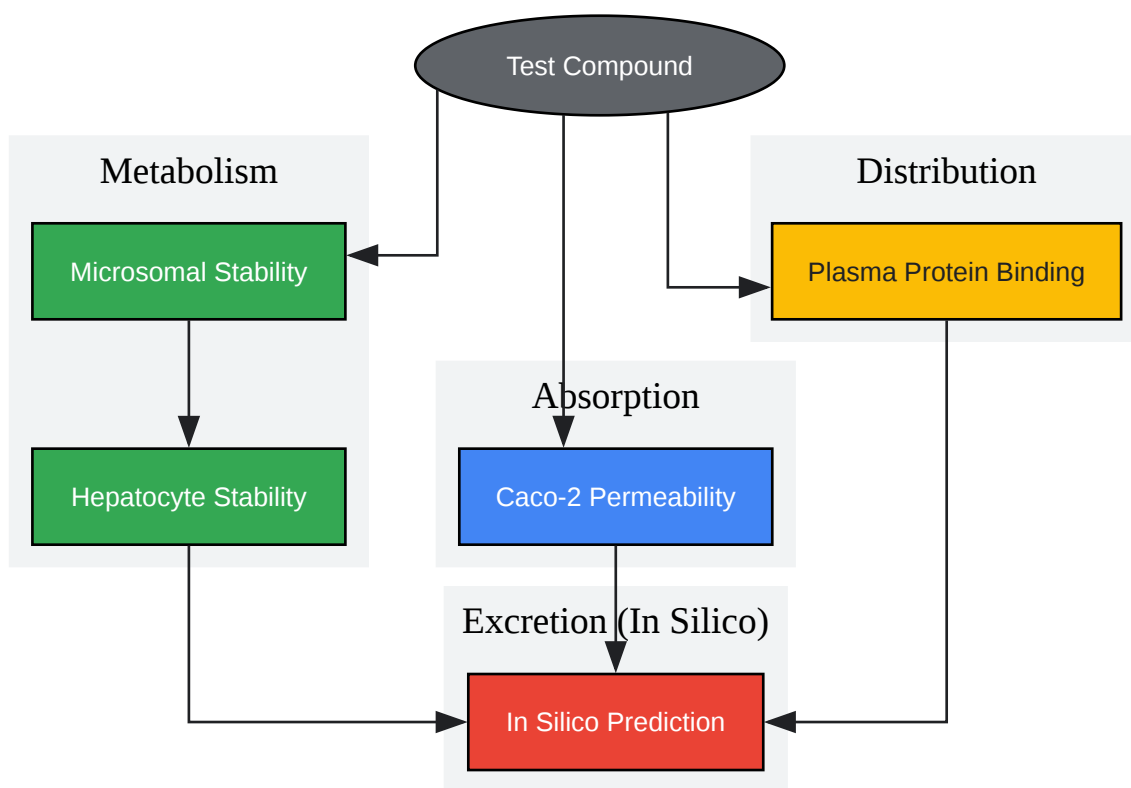 Test Compound
Metabolism
Distribution
Microsomal Stability
Plasma Protein Binding
Absorption
Hepatocyte Stability
Caco-2 Permeability
Excretion (In Silico)
In Silico Prediction